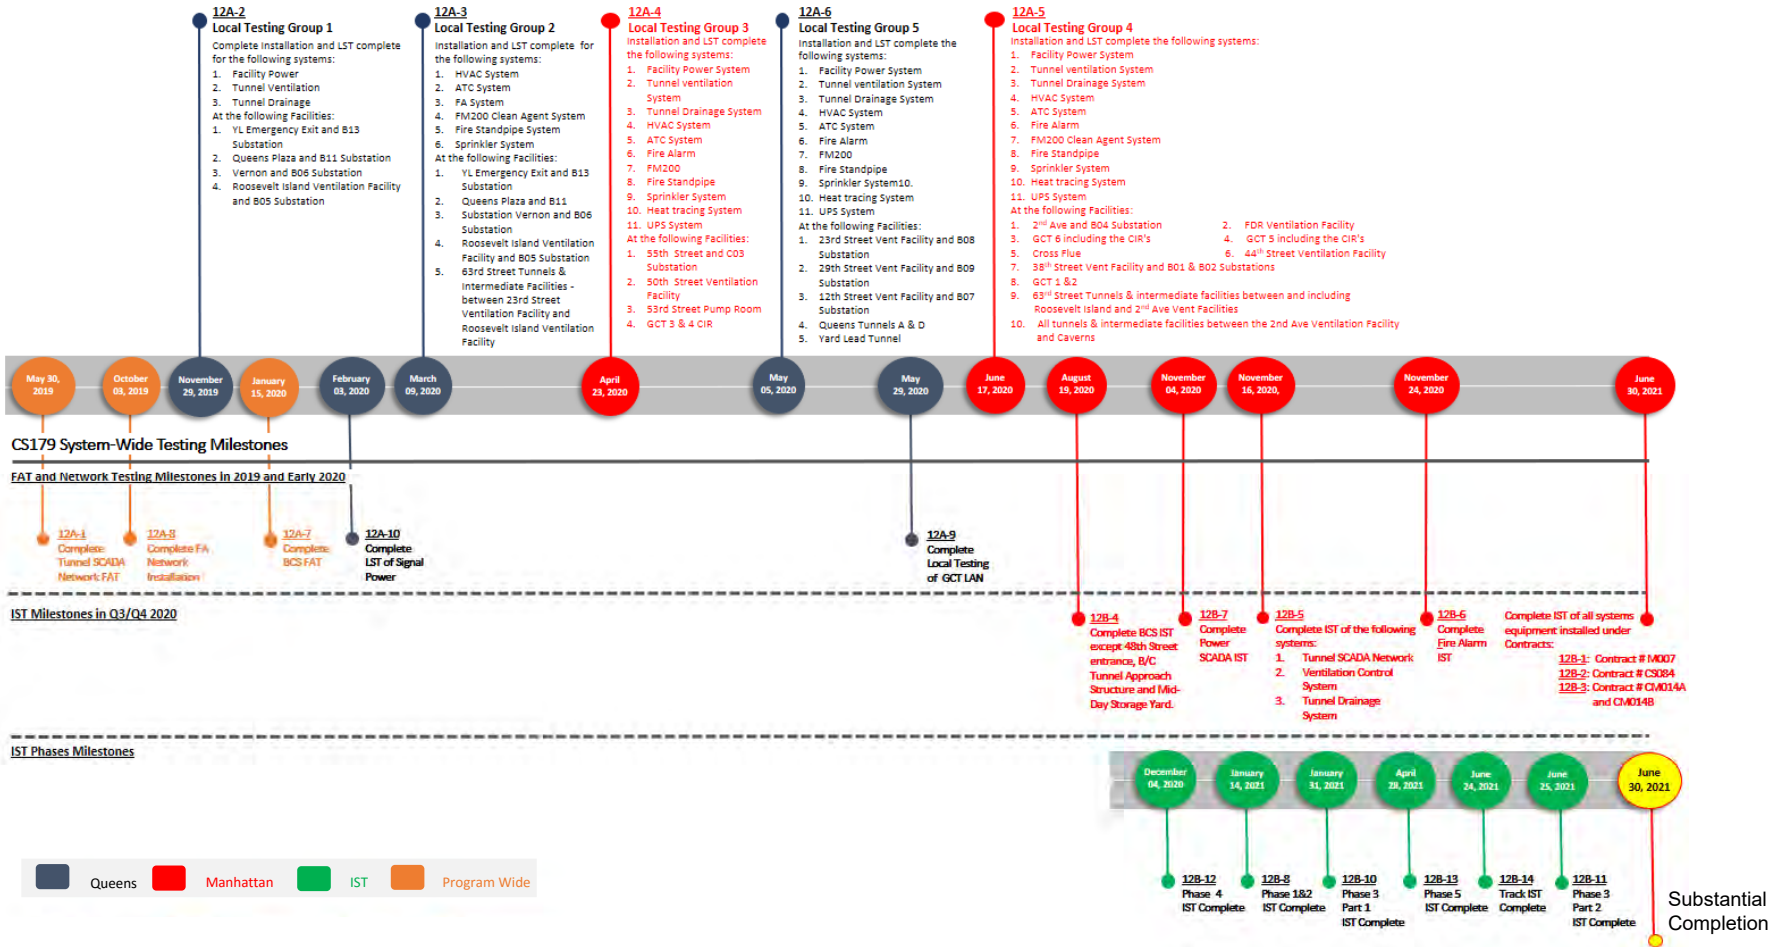 12A-2
Local Testing Group 1
Complete Installation and LST complete
for the following systems:
1. Facility Power
2. Tunnel Ventilation
3. Tunnel Drainage
At the following Facilities:
1. YL Emergency Exit and B13
Substation
2. Queens Plaza and B11 Substation
3. Vernon and B06 Substation
4. Roosevelt Island Ventilation Facility
and B05 Substation
12A-3
Local Testing Group 2
Installation and LST complete for
the following systems:
1. HVAC System
2. ATC System
3. FA System
4. FM200 Clean Agent System
5. Fire Standpipe System
6. Sprinkler System
At the following Facilities:
1. YL Emergency Exit and B13
Substation
2. Queens Plaza and B11
3. Substation Vernon and B06
Substation
4. Roosevelt Island Ventilation
Facility and B05 Substation
5. 63rd Street Tunnels &
Intermediate Facilities -
between 23rd Street
Ventilation Facility and
Roosevelt Island Ventilation
Facility
12A-4
Local Testing Group 3
Installation and LST complete
the following systems:
1. Facility Power System
2. Tunnel ventilation
System
3. Tunnel Drainage System
4. HVAC System
5. ATC System
6. Fire Alarm
7. FM200
8. Fire Standpipe
9. Sprinkler System
10. Heat tracing System
11. UPS System
At the following Facilities:
1. 55th Street and C03
Substation
2. 50th Street Ventilation
Facility
3. 53rd Street Pump Room
4. GCT 3 & 4 CIR
12A-6
Local Testing Group 5
Installation and LST complete the
following systems:
1. Facility Power System
2. Tunnel ventilation System
3. Tunnel Drainage System
4. HVAC System
5. ATC System
6. Fire Alarm
7. FM200
8. Fire Standpipe
9. Sprinkler System10.
10. Heat tracing System
11. UPS System
At the following Facilities:
1. 23rd Street Vent Facility and B08
Substation
2. 29th Street Vent Facility and B09
Substation
3. 12th Street Vent Facility and B07
Substation
4. Queens Tunnels A & D
5. Yard Lead Tunnel
12A-5
Local Testing Group 4
Installation and LST complete the following systems:
1. Facility Power System
2. Tunnel ventilation System
3. Tunnel Drainage System
4. HVAC System
5. ATC System
6. Fire Alarm
7. FM200 Clean Agent System
8. Fire Standpipe
9. Sprinkler System
10. Heat tracing System
11. UPS System
At the following Facilities:
1. 2nd Ave and B04 Substation 2. FDR Ventilation Facility
3. GCT 6 including the CIR's 4. GCT 5 including the CIR's
5. Cross Flue 6. 44th Street Ventilation Facility
7. 38th Street Vent Facility and B01 & B02 Substations
8. GCT 1 &2
9. 63rd Street Tunnels & intermediate facilities between and including
Roosevelt Island and 2nd Ave Vent Facilities
10. All tunnels & intermediate facilities between the 2nd Ave Ventilation Facility
and Caverns
May 30,
2019
October
03, 2019
November
29, 2019
January
15, 2020
February
03, 2020
March
09, 2020
April
23, 2020
May
05, 2020
May
29, 2020
June
17, 2020
August
19, 2020
November
04, 2020
November
16, 2020,
November
24, 2020
June
30, 2021
CS179 System-Wide Testing Milestones
FAT and Network Testing Milestones in 2019 and Early 2020
12A-1
Complete
Tunnel SCADA
Network FAT
12A-8
Complete FA
Network
Installation
12A-7
Complete
BCS FAT
12A-10
Complete
LST of Signal
Power
12A-9
Complete
Local Testing
of GCT LAN
IST Milestones in Q3/Q4 2020
12B-4
Complete BCS IST
except 48th Street
entrance, B/C
Tunnel Approach
Structure and Mid-
Day Storage Yard.
12B-7
Complete
Power
SCADA IST
12B-5
Complete IST of the following
systems:
1. Tunnel SCADA Network
2. Ventilation Control
System
3. Tunnel Drainage
System
12B-6
Complete
Fire Alarm
IST
Complete IST of all systems
equipment installed under
Contracts:
12B-1: Contract # M007
12B-2: Contract # CS084
12B-3: Contract # CM014A
and CM014B
IST Phases Milestones
December
04, 2020
January
14, 2021
January
31, 2021
April
28, 2021
June
24, 2021
June
25, 2021
June
30, 2021
12B-12
Phase 4
IST Complete
12B-8
Phase 1&2
IST Complete
12B-10
Phase 3
Part 1
IST Complete
12B-13
Phase 5
IST Complete
12B-14
Track IST
Complete
12B-11
Phase 3
Part 2
IST Complete
Substantial
Completion
Queens
Manhattan
IST
Program Wide